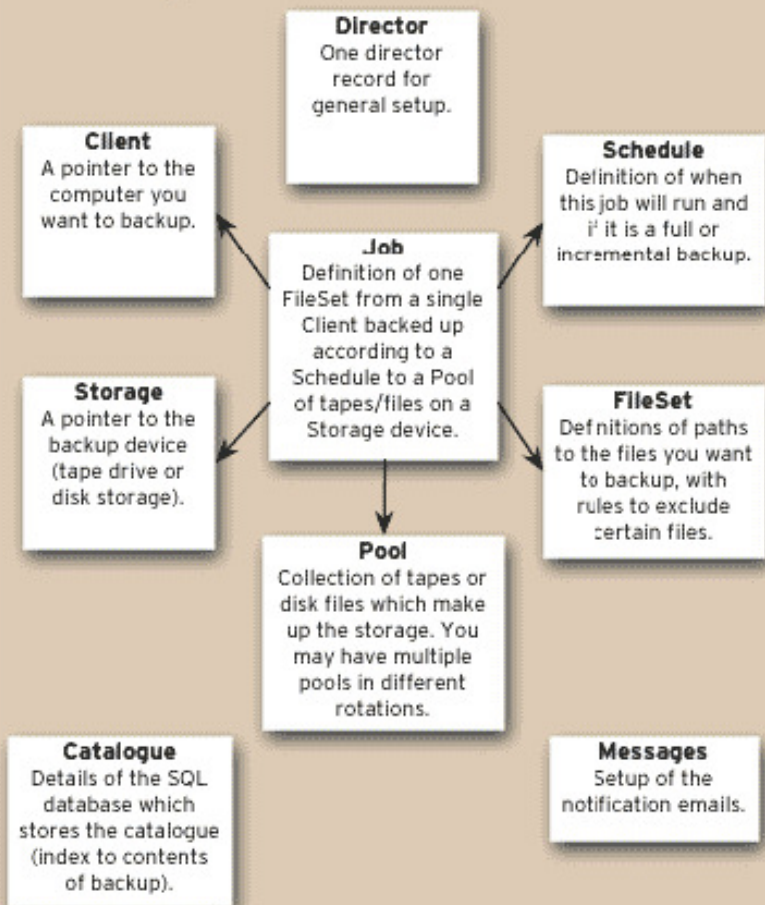 Director
One director
record for
general setup.
Client
A pointer to the
computer you
want to backup.
Schedule
Definition of when
this job will run and
if it is a full or
incremental backup.
Job
Definition of one
FileSet from a single
Client backed up
according to a
Schedule to a Pool
of tapes/files on a
Storage device.
Storage
A pointer to the
backup device
(tape drive or
disk storage).
FileSet
Definitions of paths
to the files you want
to backup, with
rules to exclude
certain files.
Pool
Collection of tapes or
disk files which make
up the storage. You
may have multiple
pools in different
rotations.
Catalogue
Details of the SQL
database which
stores the catalogue
(index to contents
of backup).
Messages
Setup of the
notification emails.